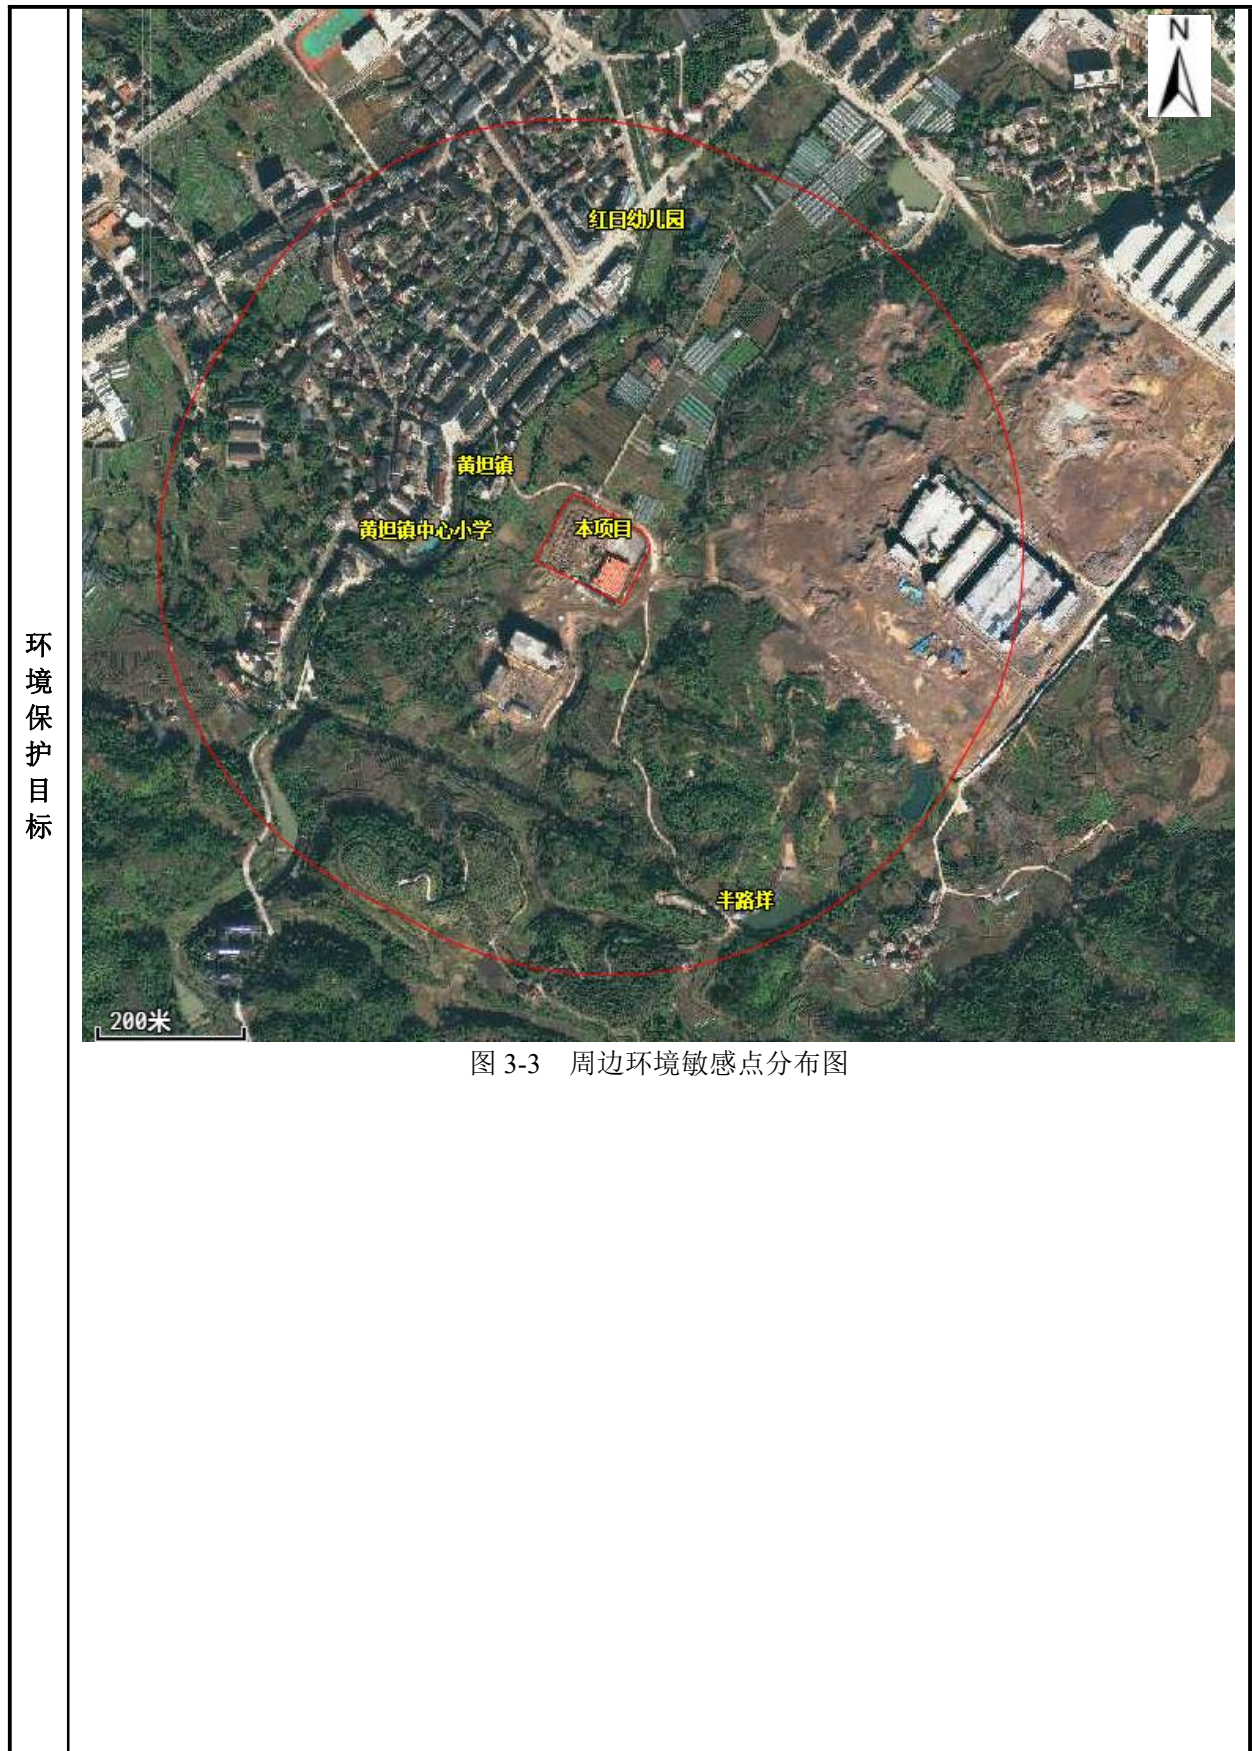 N
红日幼儿园
黄坦镇
黄坦镇中心小学
本项目
环
境
保
护
目
标
半路垟
200米
图 3-3 周边环境敏感点分布图